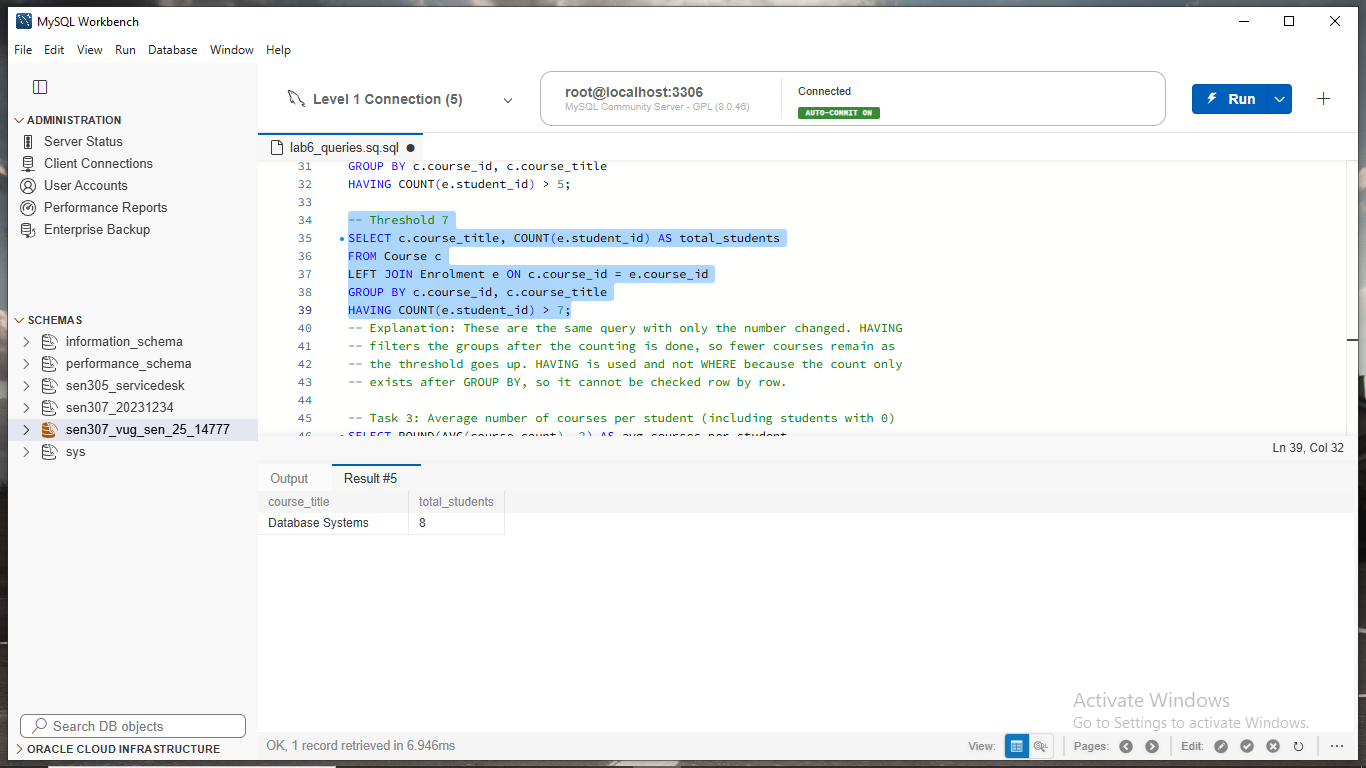 MySQL Workbench
File Edit View Run Database Window Help
Level 1 Connection (5)
root@localhost:3306
MySQL Community Server - GPL (8.0.46)
Connected
AUTO-COMMIT ON
Run
ADMINISTRATION
Server Status
Client Connections
User Accounts
Performance Reports
Enterprise Backup
SCHEMAS
information_schema
performance_schema
sen305_servicedesk
sen307_20231234
sen307_vug_sen_25_14777
sys
Search DB objects
ORACLE CLOUD INFRASTRUCTURE
lab6_queries.sq.sql
31 GROUP BY c.course_id, c.course_title
32 HAVING COUNT(e.student_id) > 5;
33
34 -- Threshold 7
35 SELECT c.course_title, COUNT(e.student_id) AS total_students
36 FROM Course c
37 LEFT JOIN Enrolment e ON c.course_id = e.course_id
38 GROUP BY c.course_id, c.course_title
39 HAVING COUNT(e.student_id) > 7;
40 -- Explanation: These are the same query with only the number changed. HAVING
41 -- filters the groups after the counting is done, so fewer courses remain as
42 -- the threshold goes up. HAVING is used and not WHERE because the count only
43 -- exists after GROUP BY, so it cannot be checked row by row.
44
45 -- Task 3: Average number of courses per student (including students with 0)
46 SELECT ROUND(AVG(course_count), 2) AS avg_courses_per_student
Ln 39, Col 32
Output Result #5
course_title total_students
Database Systems 8
Activate Windows
Go to Settings to activate Windows.
OK, 1 record retrieved in 6.946ms
View: Pages: Edit: